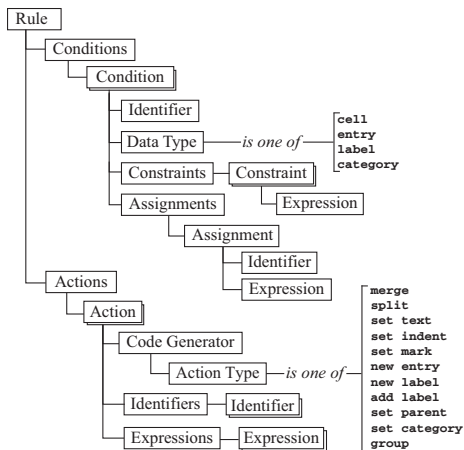 Rule
Conditions
Condition
Identifier
Data Type
is one of
cell
entry
label
category
Constraints
Constraint
Expression
Assignments
Assignment
Identifier
Expression
Actions
Action
Code Generator
Action Type
is one of
merge
split
set text
set indent
set mark
new entry
new label
add label
set parent
set category
group
Identifiers
Identifier
Expressions
Expression